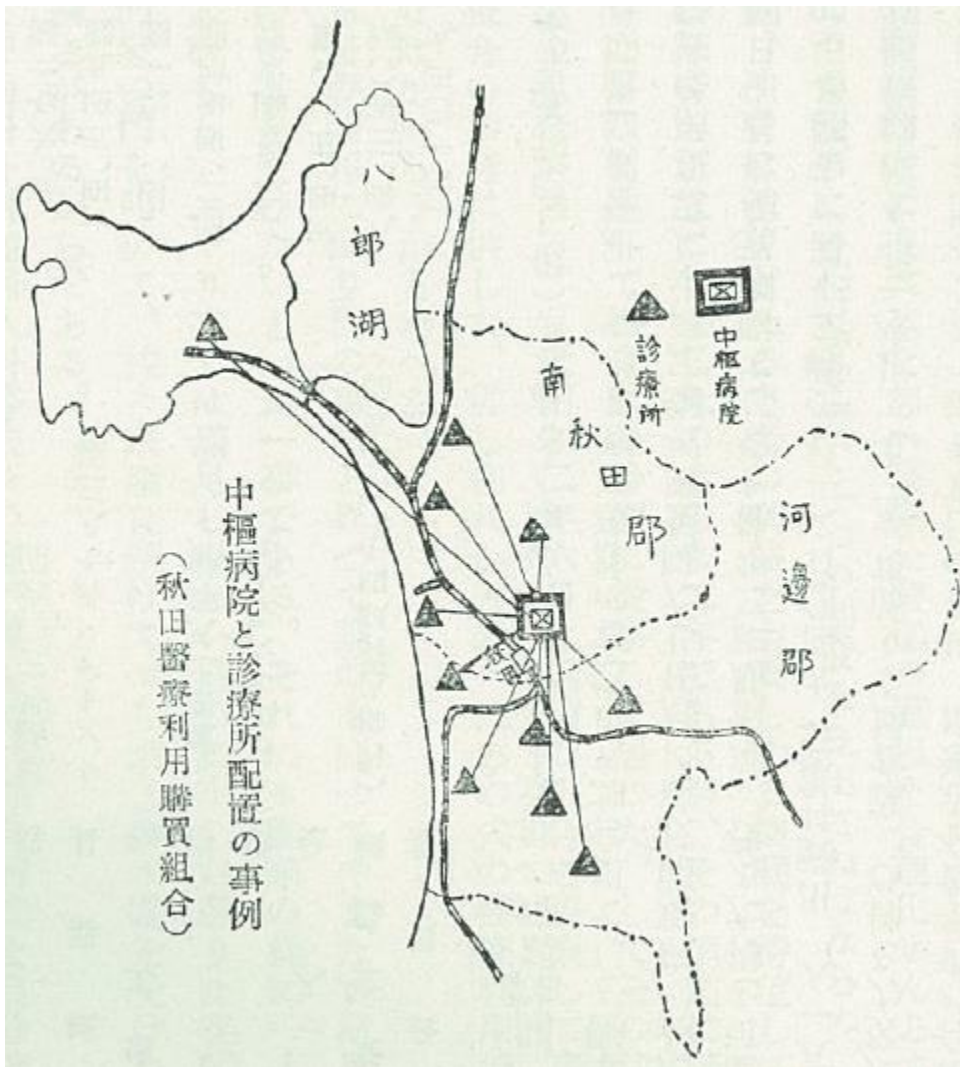 八郎湖
中樞病院
診療所
南秋田郡
河邊郡
秋田
中樞病院と診療所配置の事例
(秋田醫療利用購買組合)